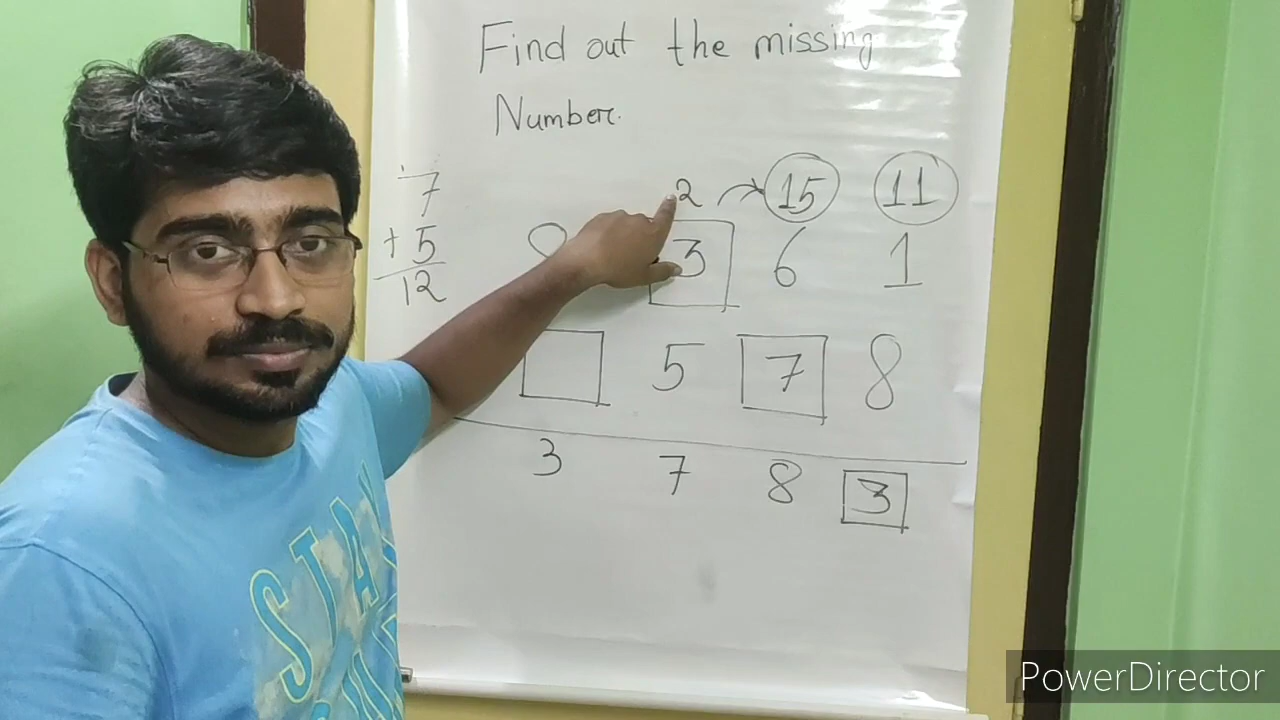 Find out the missing
Number.
7
+ 5
12
2 15 11
3 6 1
5 7 8
3 7 8 3
STAY
PowerDirector